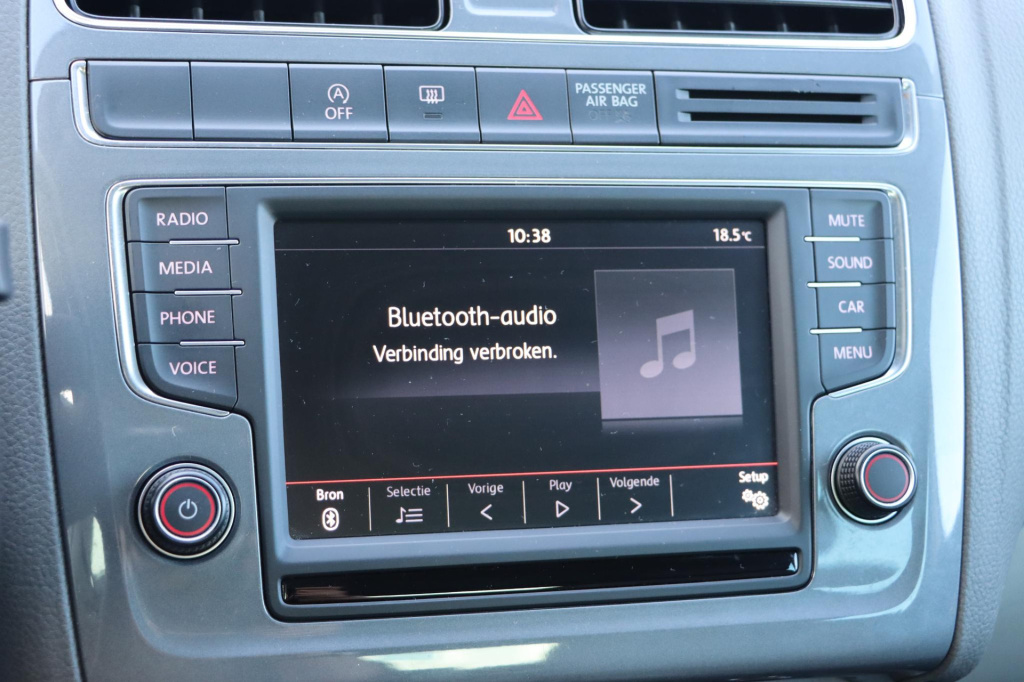 A
OFF
PASSENGER
AIR BAG
RADIO
MEDIA
PHONE
VOICE
10:38
18.5°C
Bluetooth-audio
Verbinding verbroken.
Bron
Selectie
Vorige
Play
Volgende
Setup
MUTE
SOUND
CAR
MENU